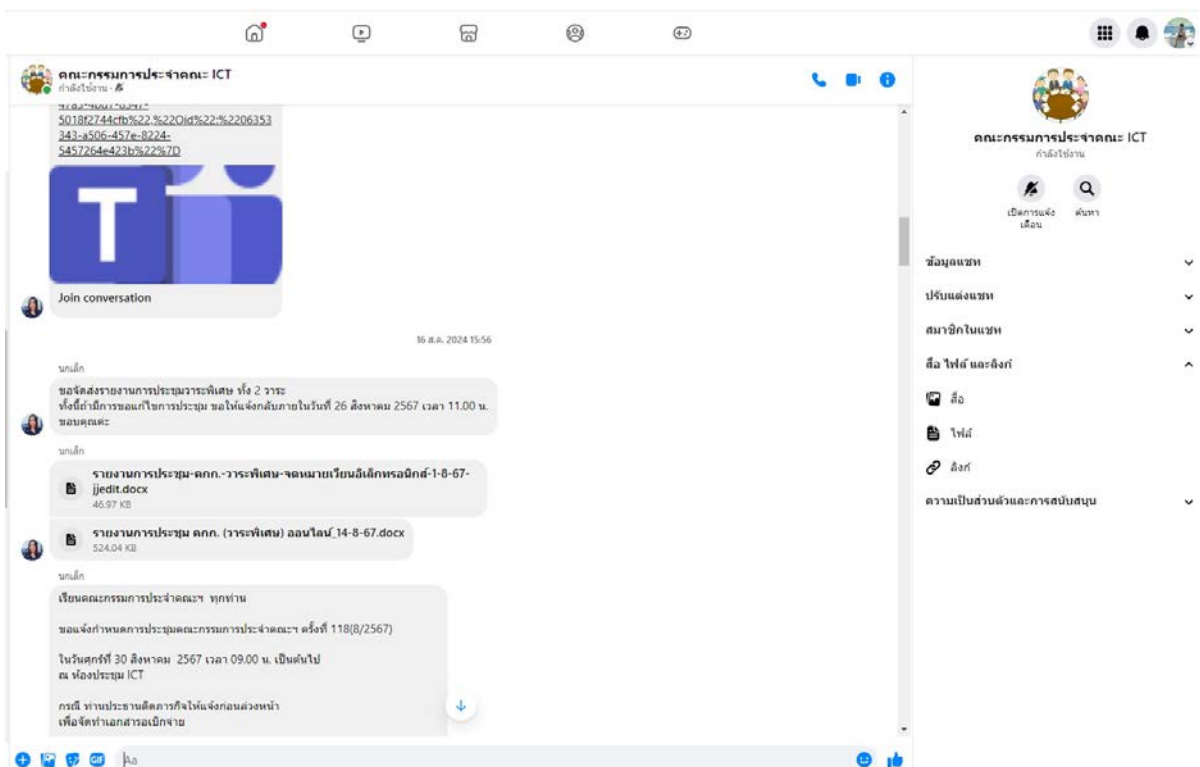 คณะกรรมการประจำคณะ ICT
กำลังใช้งาน
5018f2744cfb%22,%22Oid%22:%2206353
343-a506-457e-8224-
5457264e423b%22%7D
T
Join conversation
16 ส.ค. 2024 15:56
นกเล็ก
ขอจัดส่งรายงานการประชุมวาระพิเศษ ทั้ง 2 วาระ
ทั้งนี้ถ้ามีการขอแก้ไขการประชุม ขอให้แจ้งกลับภายในวันที่ 26 สิงหาคม 2567 เวลา 11.00 น.
ขอบคุณค่ะ
นกเล็ก
รายงานการประชุม-คกก.-วาระพิเศษ-จดหมายเวียนอิเล็กทรอนิกส์-1-8-67-
jjedit.docx
46.97 KB
รายงานการประชุม คกก. (วาระพิเศษ) ออนไลน์_14-8-67.docx
524.04 KB
นกเล็ก
เรียนคณะกรรมการประจำคณะฯ ทุกท่าน
ขอแจ้งกำหนดการประชุมคณะกรรมการประจำคณะฯ ครั้งที่ 118(8/2567)
ในวันศุกร์ที่ 30 สิงหาคม 2567 เวลา 09.00 น. เป็นต้นไป
ณ ห้องประชุม ICT
กรณี ท่านประธานติดภารกิจให้แจ้งก่อนล่วงหน้า
เพื่อจัดทำเอกสารเบิกจ่าย
GIF
Aa
คณะกรรมการประจำคณะ ICT
กำลังใช้งาน
เปิดการแจ้ง
เตือน
ค้นหา
ข้อมูลแชท
ปรับแต่งแชท
สมาชิกในแชท
สื่อ ไฟล์ และลิงก์
สื่อ
ไฟล์
ลิงก์
ความเป็นส่วนตัวและการสนับสนุน